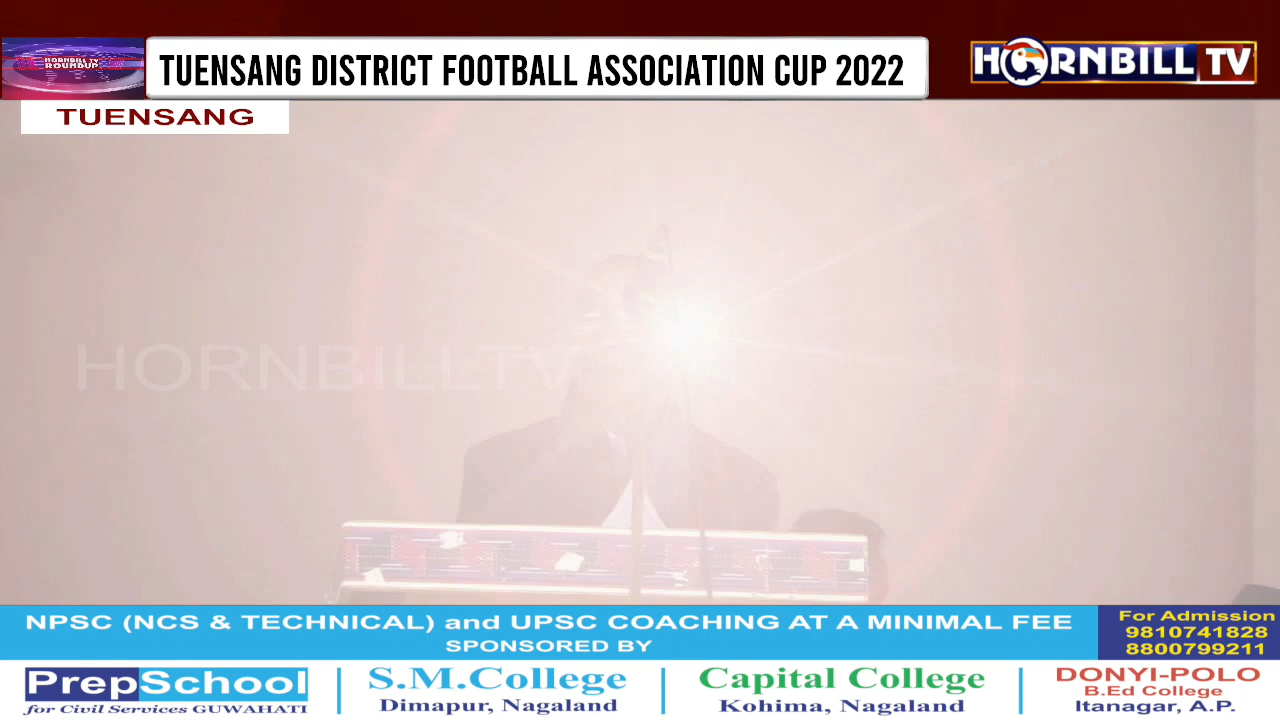 HORNBILL TV
ROUNDUP
TUENSANG DISTRICT FOOTBALL ASSOCIATION CUP 2022
HORNBILL TV
TUENSANG
HORNBILLTV
NPSC (NCS & TECHNICAL) and UPSC COACHING AT A MINIMAL FEE
SPONSORED BY
For Admission
9810741828
8800799211
PrepSchool
for Civil Services GUWAHATI
S.M.College
Dimapur, Nagaland
Capital College
Kohima, Nagaland
DONYI-POLO
B.Ed College
Itanagar, A.P.